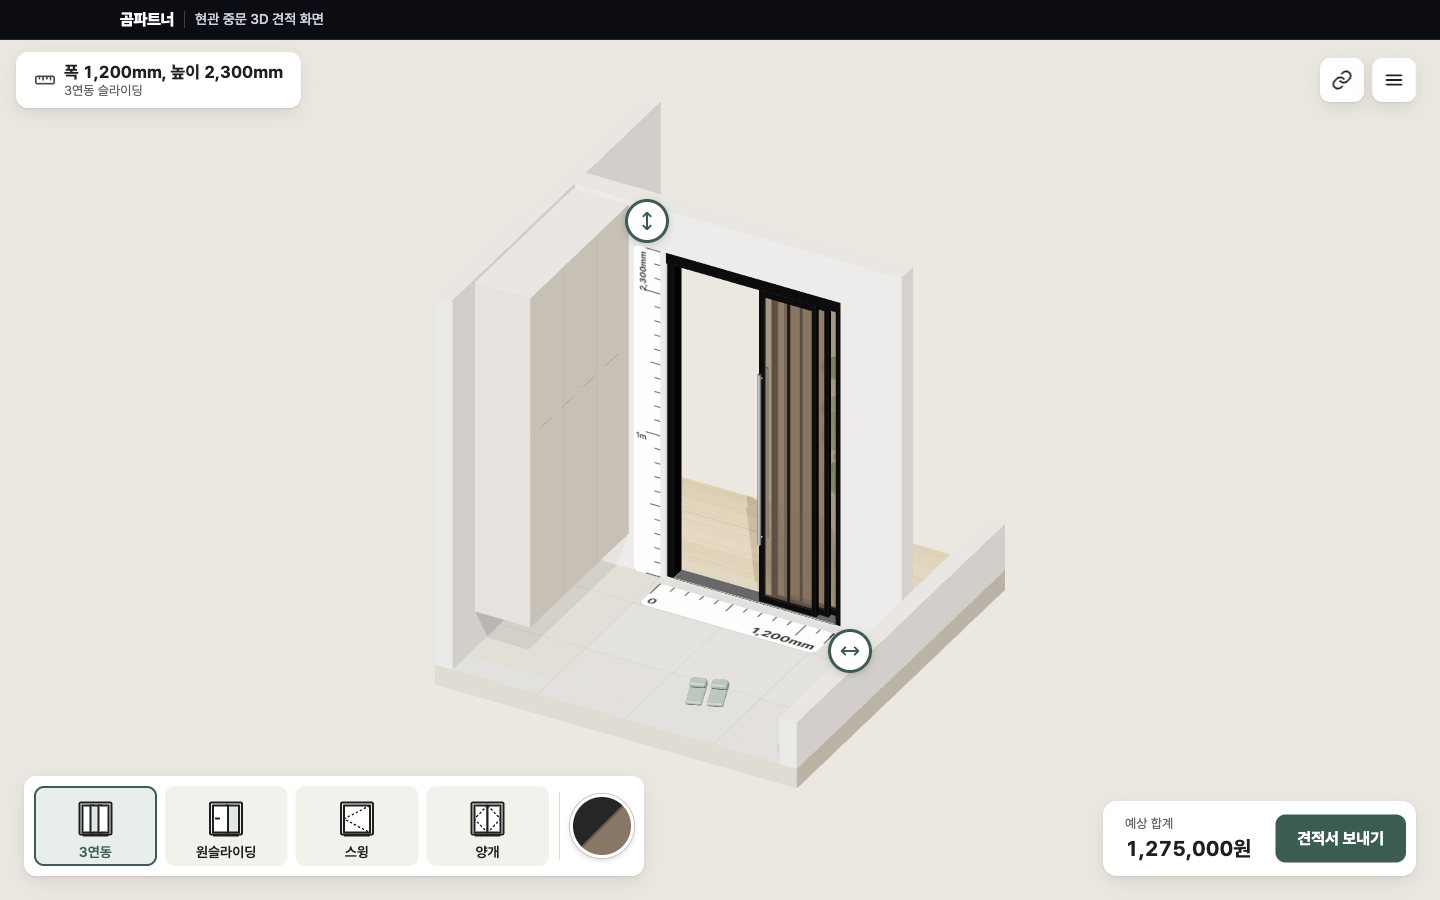 곰파트너
현관 중문 3D 견적 화면
폭 1,200mm, 높이 2,300mm
3연동 슬라이딩
2,300mm
1m
0
1,200mm
3연동
원슬라이딩
스윙
양개
예상 합계
1,275,000원
견적서 보내기